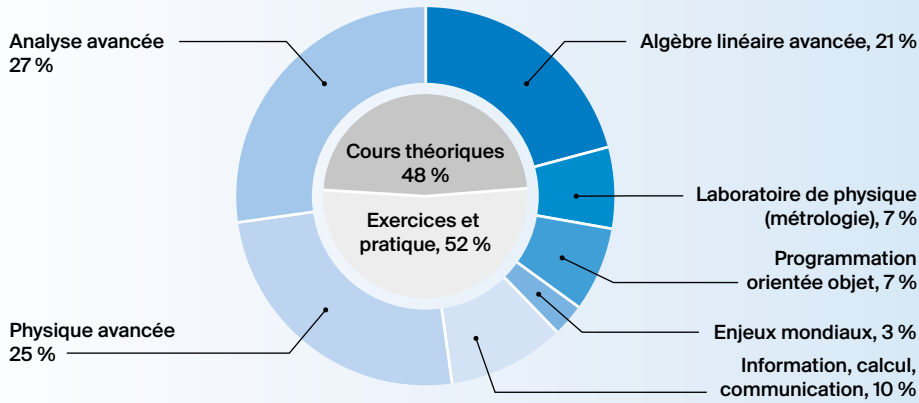 Analyse avancée
27 %
Algèbre linéaire avancée, 21 %
Cours théoriques
48 %
Exercices et
pratique, 52 %
Laboratoire de physique
(métrologie), 7 %
Programmation
orientée objet, 7 %
Physique avancée
25 %
Enjeux mondiaux, 3 %
Information, calcul,
communication, 10 %